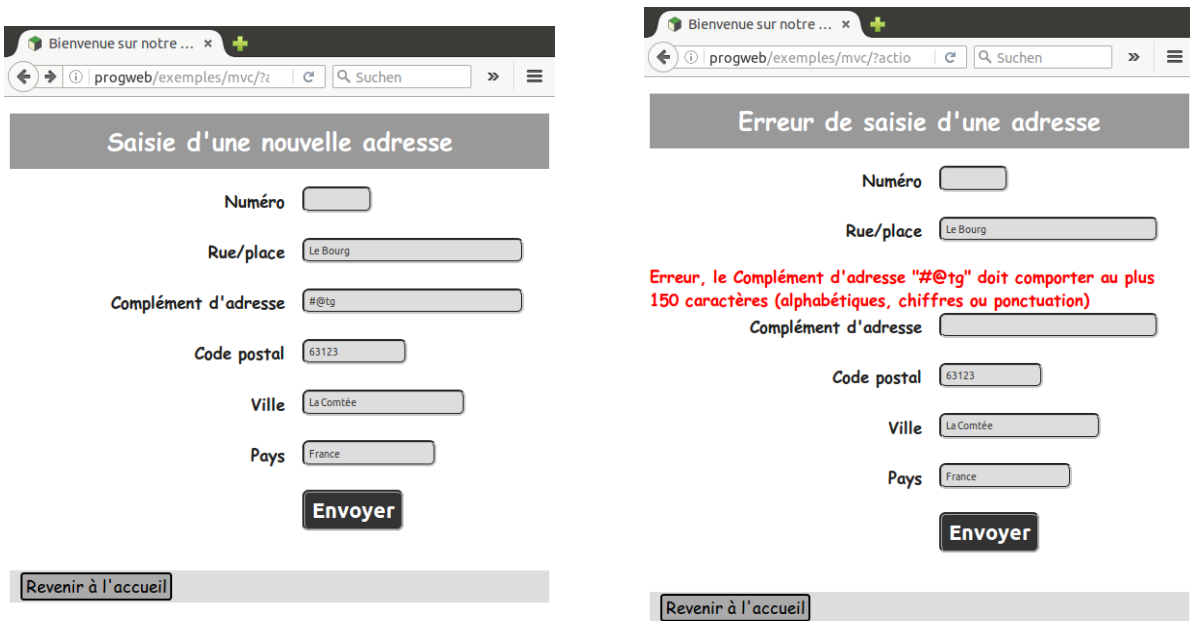 Bienvenue sur notre ... ×
progweb/exemples/mvc/?a
Suchen
Saisie d'une nouvelle adresse
Numéro
Rue/place Le Bourg
Complément d'adresse #@tg
Code postal 63123
Ville La Comtée
Pays France
Envoyer
Revenir à l'accueil
Bienvenue sur notre ... ×
progweb/exemples/mvc/?actio
Suchen
Erreur de saisie d'une adresse
Numéro
Rue/place Le Bourg
Erreur, le Complément d'adresse "#@tg" doit comporter au plus
150 caractères (alphabétiques, chiffres ou ponctuation)
Complément d'adresse
Code postal 63123
Ville La Comtée
Pays France
Envoyer
Revenir à l'accueil